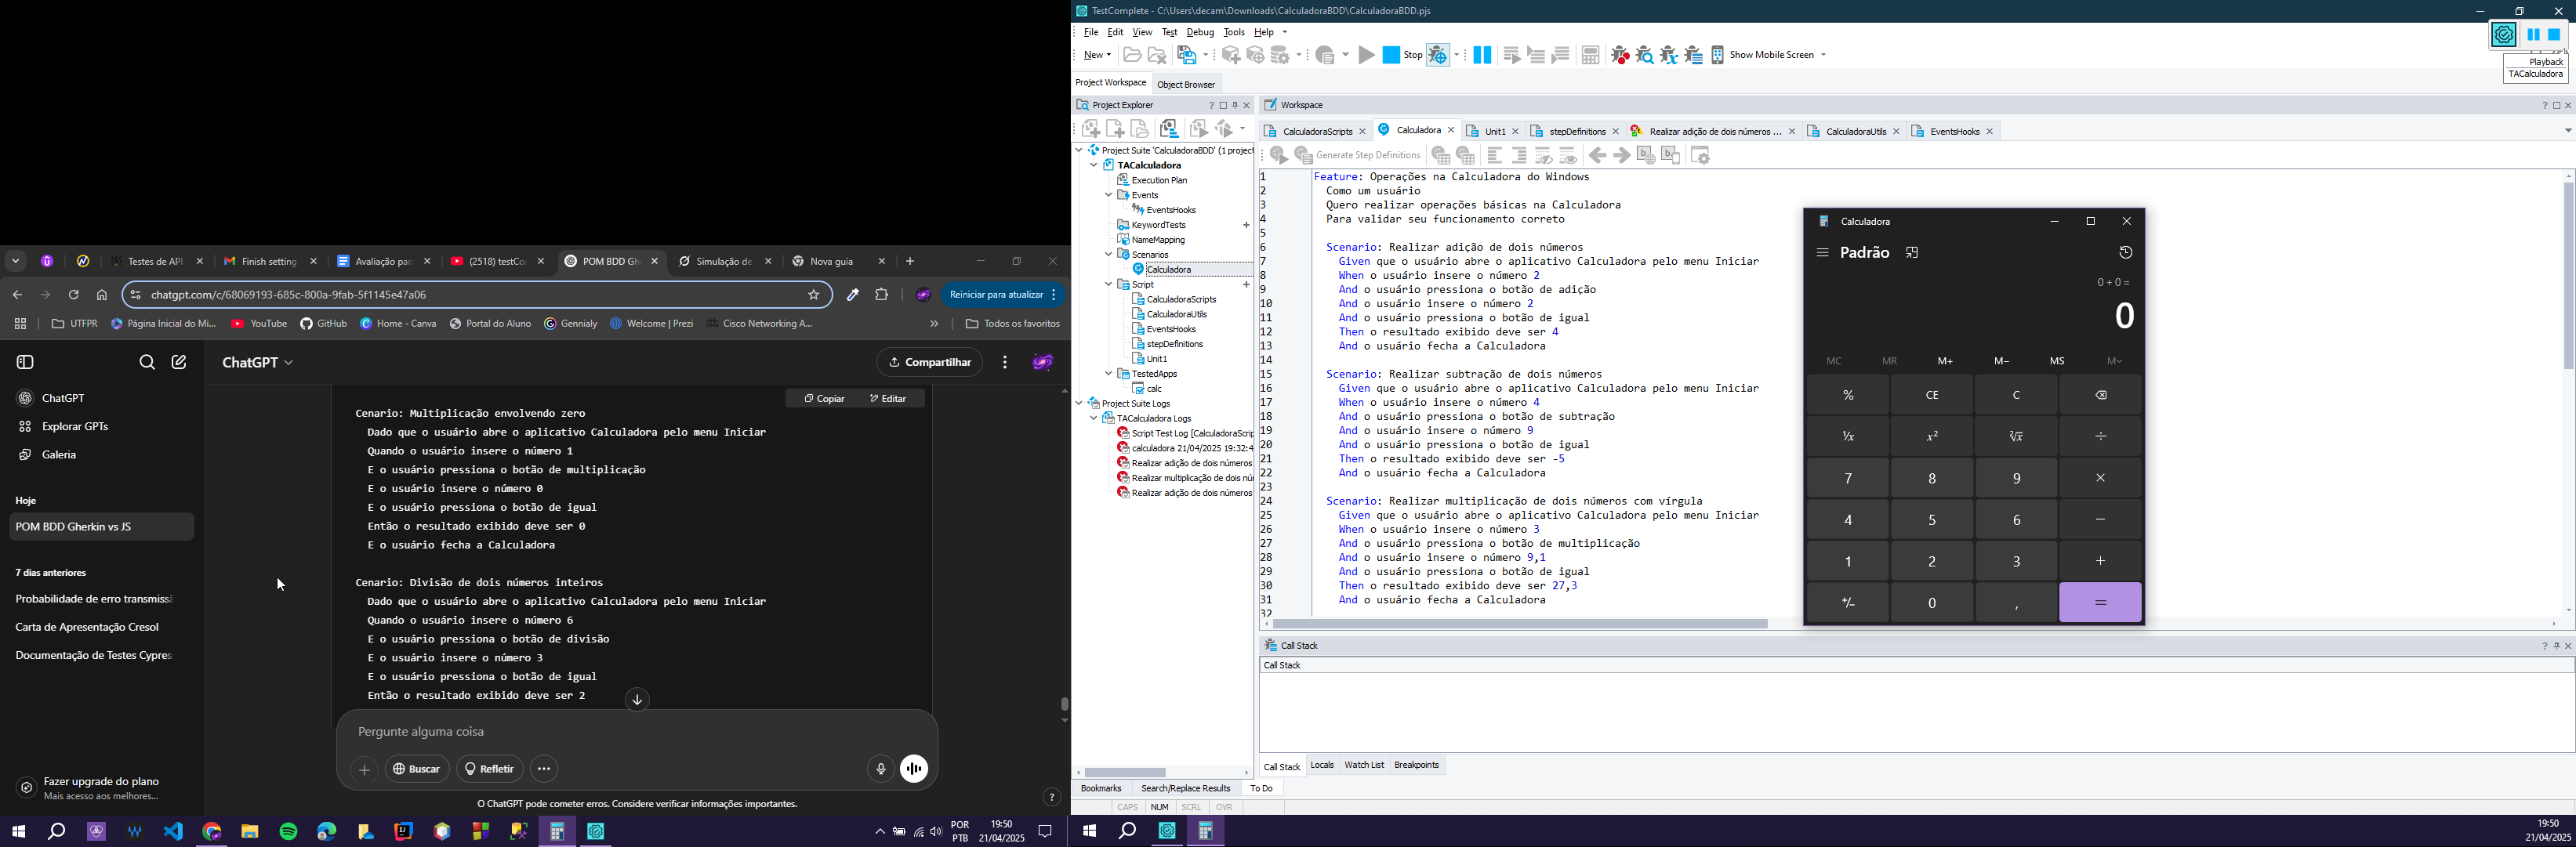 Testes de API
Finish setting
Avaliação par
(2518) testCo
POM BDD Gh
Simulação de
Nova guia
chatgpt.com/c/68069193-685c-800a-9fab-5f1145e47a06
Reiniciar para atualizar
UTFPR
Página Inicial do Mi...
YouTube
GitHub
Home - Canva
Portal do Aluno
Gennialy
Welcome | Prezi
Cisco Networking A...
Todos os favoritos
ChatGPT
Compartilhar
ChatGPT
Explorar GPTs
Galeria
Hoje
POM BDD Gherkin vs JS
7 dias anteriores
Probabilidade de erro transmiss
Carta de Apresentação Cresol
Documentação de Testes Cypres
Fazer upgrade do plano
Mais acesso aos melhores...
Copiar
Editar
Cenario: Multiplicação envolvendo zero
Dado que o usuário abre o aplicativo Calculadora pelo menu Iniciar
Quando o usuário insere o número 1
E o usuário pressiona o botão de multiplicação
E o usuário insere o número 0
E o usuário pressiona o botão de igual
Então o resultado exibido deve ser 0
E o usuário fecha a Calculadora
Cenario: Divisão de dois números inteiros
Dado que o usuário abre o aplicativo Calculadora pelo menu Iniciar
Quando o usuário insere o número 6
E o usuário pressiona o botão de divisão
E o usuário insere o número 3
E o usuário pressiona o botão de igual
Então o resultado exibido deve ser 2
Pergunte alguma coisa
Buscar
Refletir
O ChatGPT pode cometer erros. Considere verificar informações importantes.
?
POR
PTB
19:50
21/04/2025
TestComplete - C:\Users\decam\Downloads\CalculadoraBDD\CalculadoraBDD.pjs
File Edit View Test Debug Tools Help
New
Stop
Show Mobile Screen
Playback
TACalculadora
Project Workspace
Object Browser
Project Explorer
Project Suite 'CalculadoraBDD' (1 project
TACalculadora
Execution Plan
Events
EventsHooks
KeywordTests
NameMapping
Scenarios
Calculadora
Script
CalculadoraScripts
CalculadoraUtils
EventsHooks
stepDefinitions
Unit1
TestedApps
calc
Project Suite Logs
TACalculadora Logs
Script Test Log [CalculadoraScrip
calculadora 21/04/2025 19:32:4
Realizar adição de dois números
Realizar multiplicação de dois nú
Realizar adição de dois números
Workspace
CalculadoraScripts
Calculadora
Unit1
stepDefinitions
Realizar adição de dois números ...
CalculadoraUtils
EventsHooks
Generate Step Definitions
1 Feature: Operações na Calculadora do Windows
2 Como um usuário
3 Quero realizar operações básicas na Calculadora
4 Para validar seu funcionamento correto
5
6 Scenario: Realizar adição de dois números
7 Given que o usuário abre o aplicativo Calculadora pelo menu Iniciar
8 When o usuário insere o número 2
9 And o usuário pressiona o botão de adição
10 And o usuário insere o número 2
11 And o usuário pressiona o botão de igual
12 Then o resultado exibido deve ser 4
13 And o usuário fecha a Calculadora
14
15 Scenario: Realizar subtração de dois números
16 Given que o usuário abre o aplicativo Calculadora pelo menu Iniciar
17 When o usuário insere o número 4
18 And o usuário pressiona o botão de subtração
19 And o usuário insere o número 9
20 And o usuário pressiona o botão de igual
21 Then o resultado exibido deve ser -5
22 And o usuário fecha a Calculadora
23
24 Scenario: Realizar multiplicação de dois números com vírgula
25 Given que o usuário abre o aplicativo Calculadora pelo menu Iniciar
26 When o usuário insere o número 3
27 And o usuário pressiona o botão de multiplicação
28 And o usuário insere o número 9,1
29 And o usuário pressiona o botão de igual
30 Then o resultado exibido deve ser 27,3
31 And o usuário fecha a Calculadora
32
Calculadora
Padrão
0 + 0 =
0
MC MR M+ M− MS M˅
% CE C
¹/x x² ²√x ÷
7 8 9 ×
4 5 6 −
1 2 3 +
+/− 0 , =
Call Stack
Call Stack
Call Stack
Locals
Watch List
Breakpoints
Bookmarks
Search/Replace Results
To Do
CAPS NUM SCRL OVR
19:50
21/04/2025